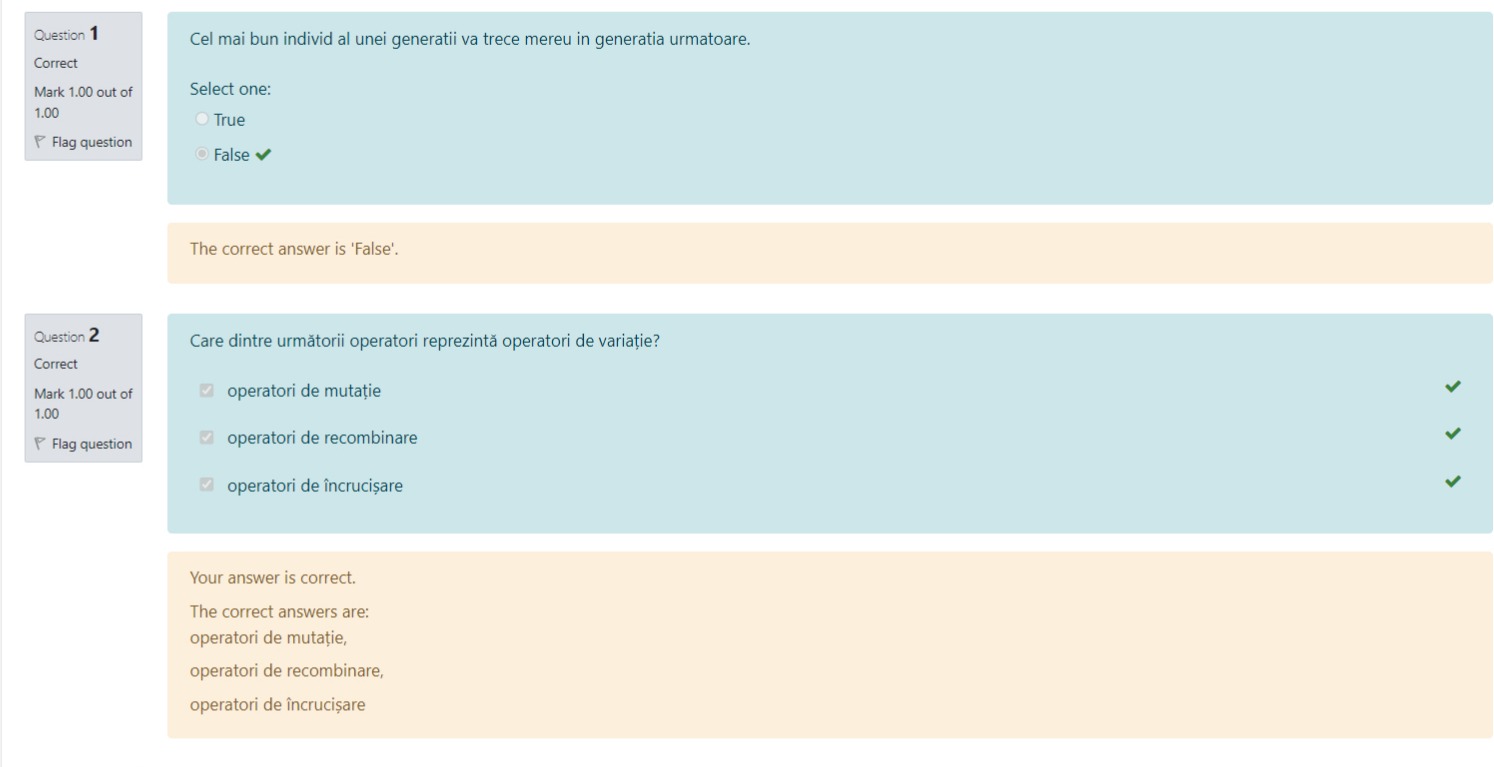 Question 1
Correct
Mark 1.00 out of
1.00
Flag question
Cel mai bun individ al unei generatii va trece mereu in generatia urmatoare.
Select one:
True
False
The correct answer is 'False'.
Question 2
Correct
Mark 1.00 out of
1.00
Flag question
Care dintre următorii operatori reprezintă operatori de variație?
operatori de mutație
operatori de recombinare
operatori de încrucișare
Your answer is correct.
The correct answers are:
operatori de mutație,
operatori de recombinare,
operatori de încrucișare